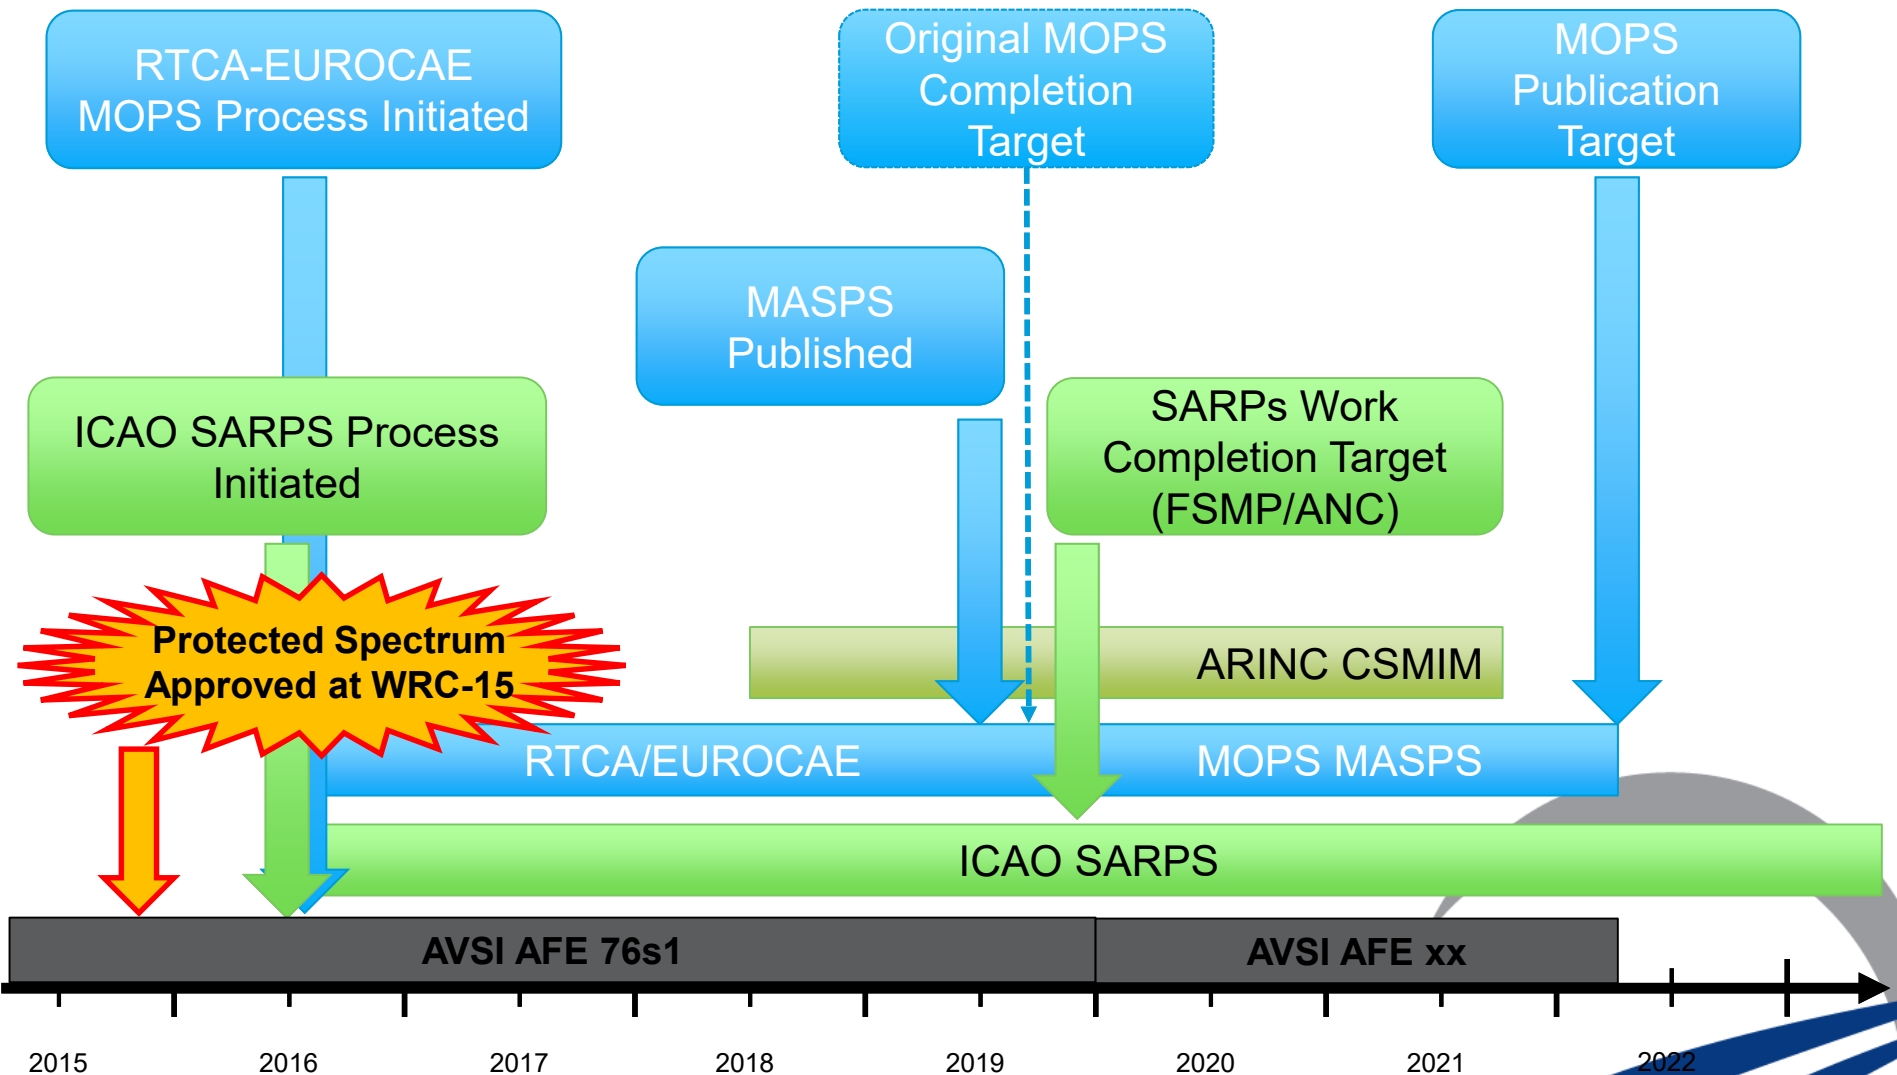 RTCA-EUROCAE
MOPS Process Initiated
Original MOPS
Completion
Target
MOPS
Publication
Target
MASPS
Published
ICAO SARPS Process
Initiated
SARPs Work
Completion Target
(FSMP/ANC)
Protected Spectrum
Approved at WRC-15
ARINC CSMIM
RTCA/EUROCAE
MOPS MASPS
ICAO SARPS
AVSI AFE 76s1
AVSI AFE xx
2015
2016
2017
2018
2019
2020
2021
2022